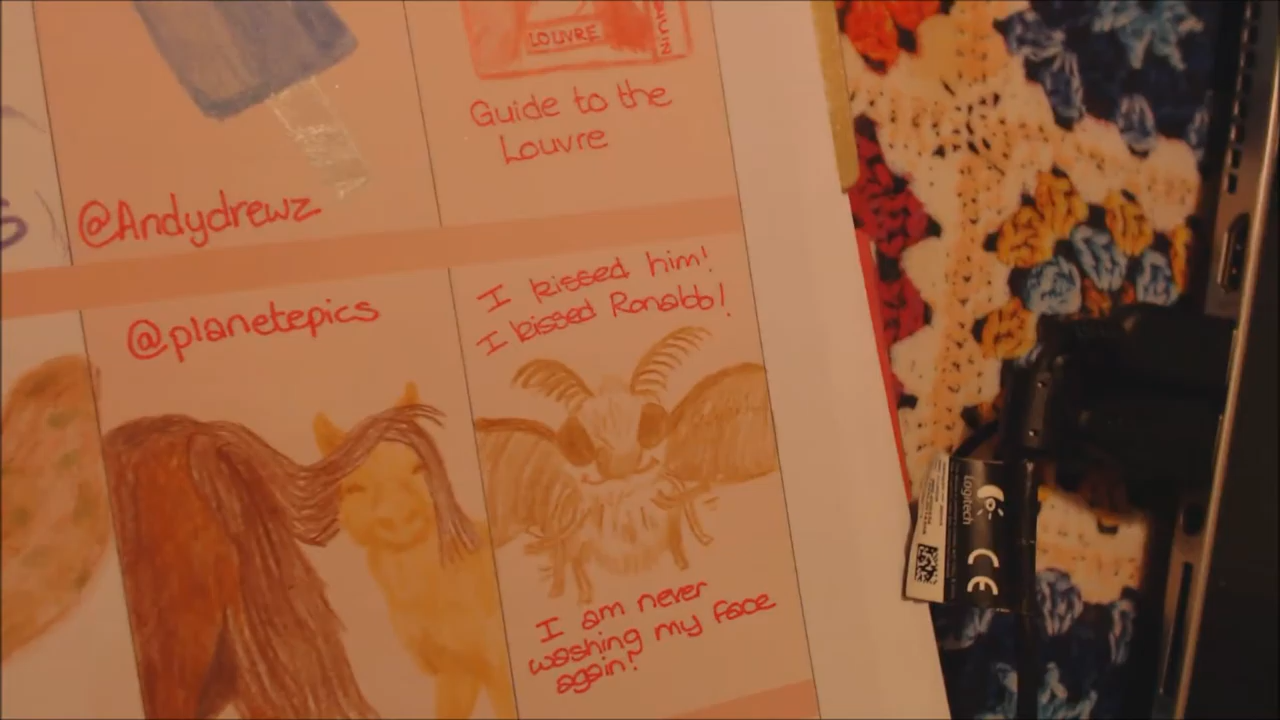 LOUVRE
Guide to the
Louvre
@Andydrewz
@planetepics
I kissed him!
I kissed Ronaldo!
I am never
washing my face
again!
Logitech
CE